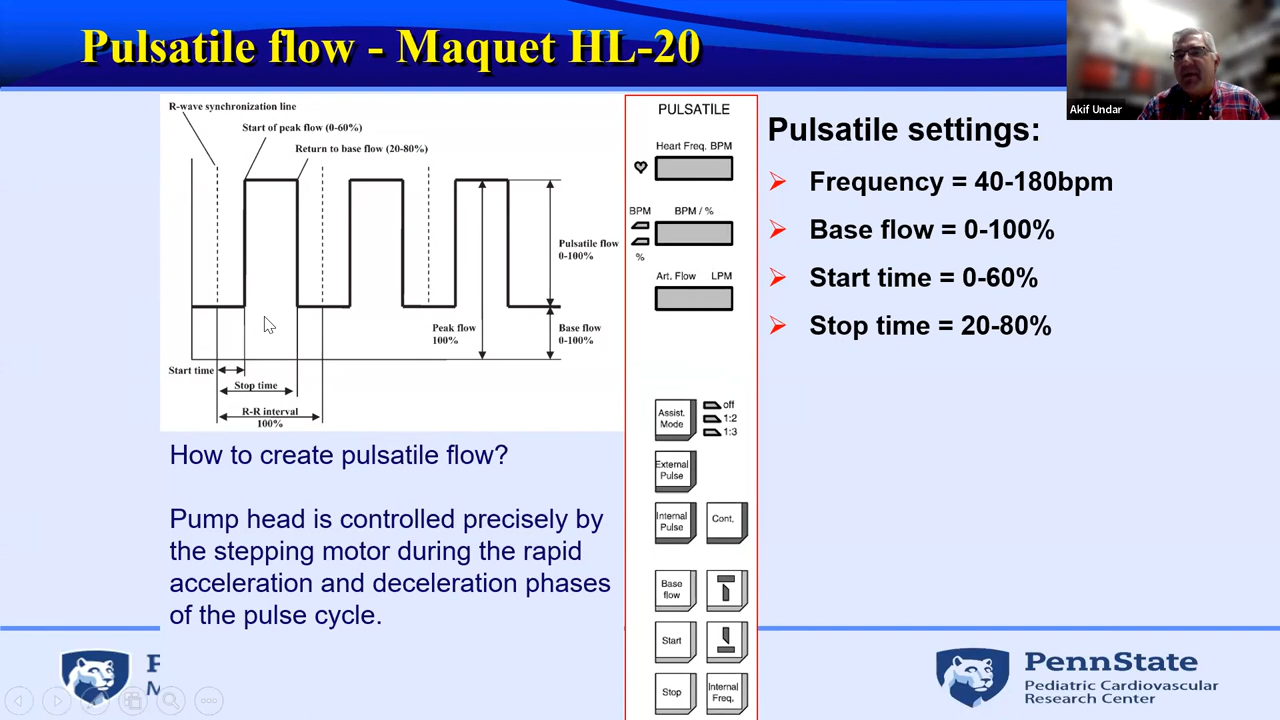 Pulsatile flow - Maquet HL-20
Akif Undar
R-wave synchronization line
Start of peak flow (0-60%)
Return to base flow (20-80%)
Pulsatile flow
0-100%
Peak flow
100%
Base flow
0-100%
Start time
Stop time
R-R interval
100%
How to create pulsatile flow?
Pump head is controlled precisely by
the stepping motor during the rapid
acceleration and deceleration phases
of the pulse cycle.
PULSATILE
Heart Freq. BPM
BPM
BPM / %
%
Art. Flow LPM
Assist.
Mode
off
1:2
1:3
External
Pulse
Internal
Pulse
Cont.
Base
flow
Start
Stop
Internal
Freq.
Pulsatile settings:
Frequency = 40-180bpm
Base flow = 0-100%
Start time = 0-60%
Stop time = 20-80%
P
M
PennState
Pediatric Cardiovascular
Research Center